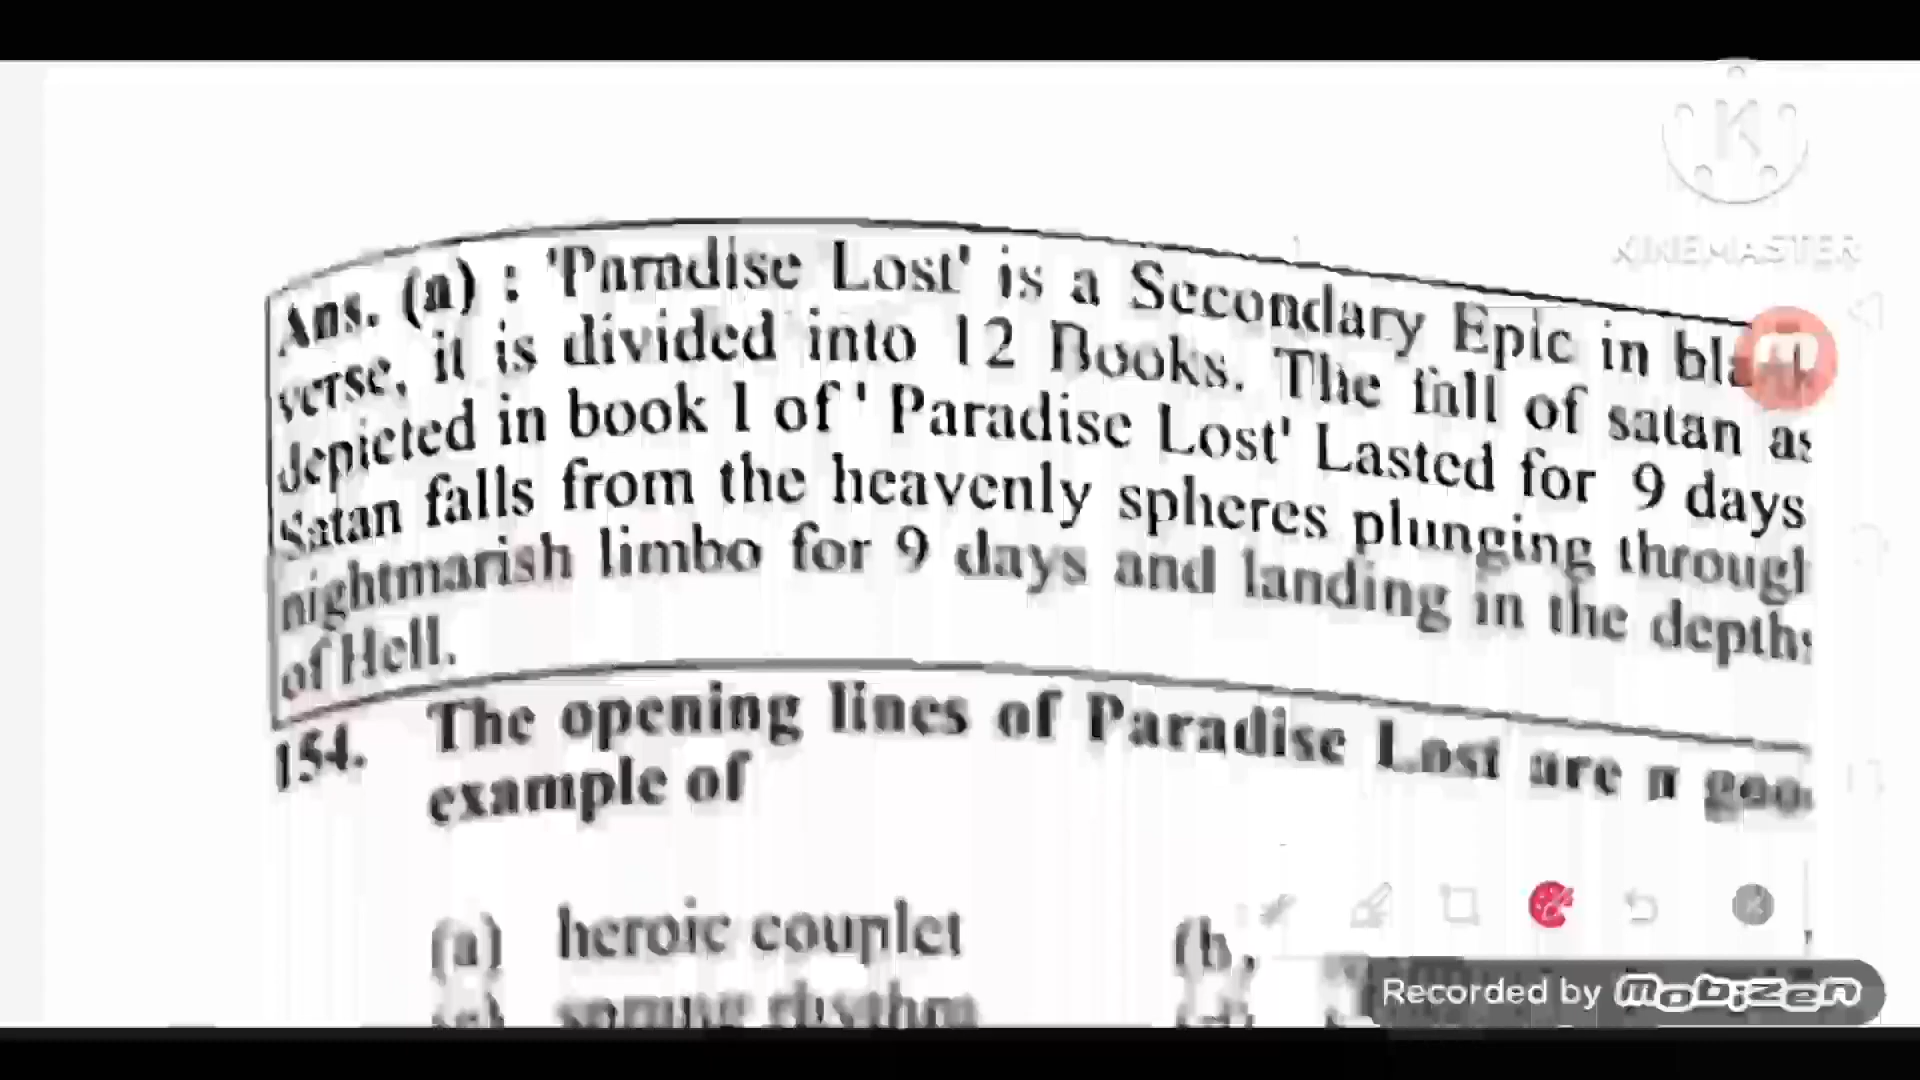 KINEMASTER
Ans. (a) : 'Paradise Lost' is a Secondary Epic in blank
verse, it is divided into 12 Books. The fall of satan as
depicted in book 1 of ' Paradise Lost' Lasted for 9 days
Satan falls from the heavenly spheres plunging through
nightmarish limbo for 9 days and landing in the depths
of Hell.
154. The opening lines of Paradise Lost are a goo
example of
(a) heroic couplet (b
sprung rhythm
Recorded by mobizen